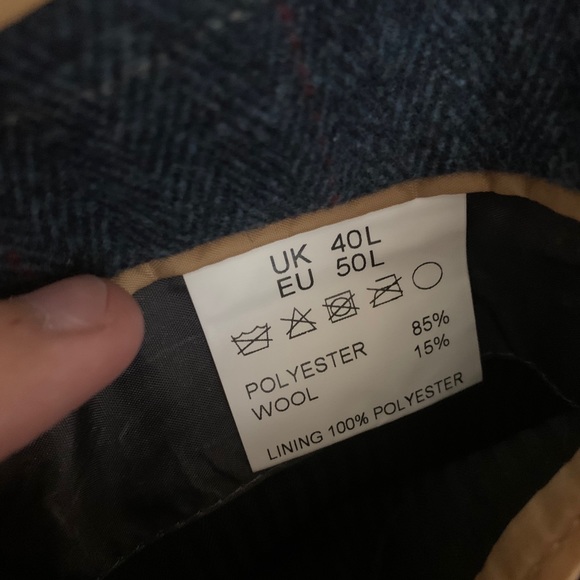 UK 40L
EU 50L
POLYESTER 85%
WOOL 15%
LINING 100% POLYESTER